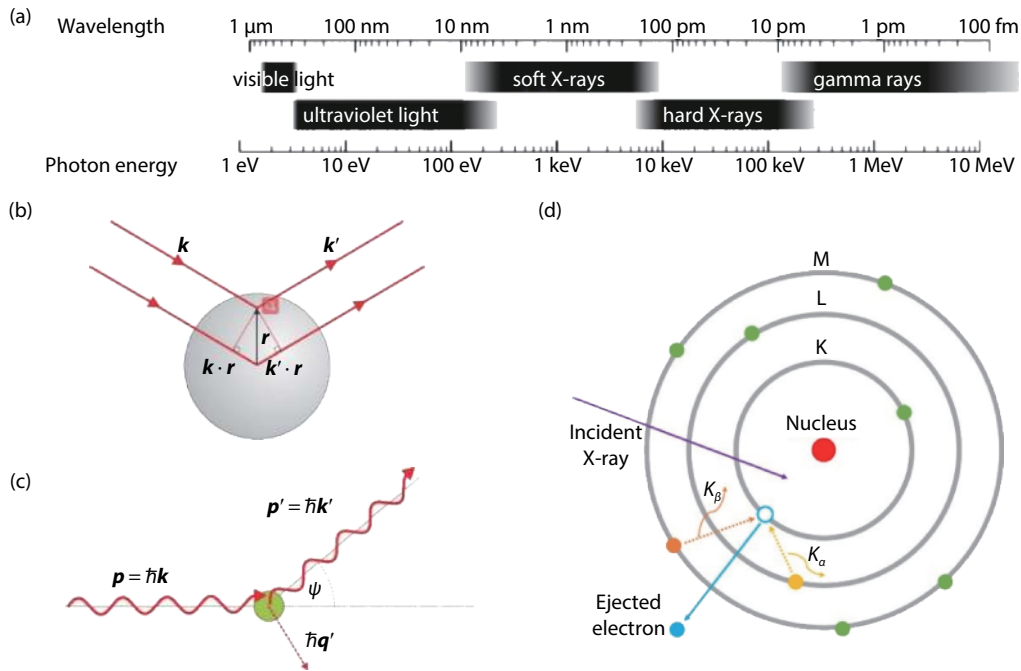 (a)
Wavelength 1 μm 100 nm 10 nm 1 nm 100 pm 10 pm 1 pm 100 fm
visible light soft X-rays gamma rays
ultraviolet light hard X-rays
Photon energy 1 eV 10 eV 100 eV 1 keV 10 keV 100 keV 1 MeV 10 MeV
(b)
k k′
r
k · r k′ · r
(c)
p′ = ħk′
p = ħk
ψ
ħq′
(d)
M
L
K
Nucleus
Incident
X-ray
Kβ
Kα
Ejected
electron